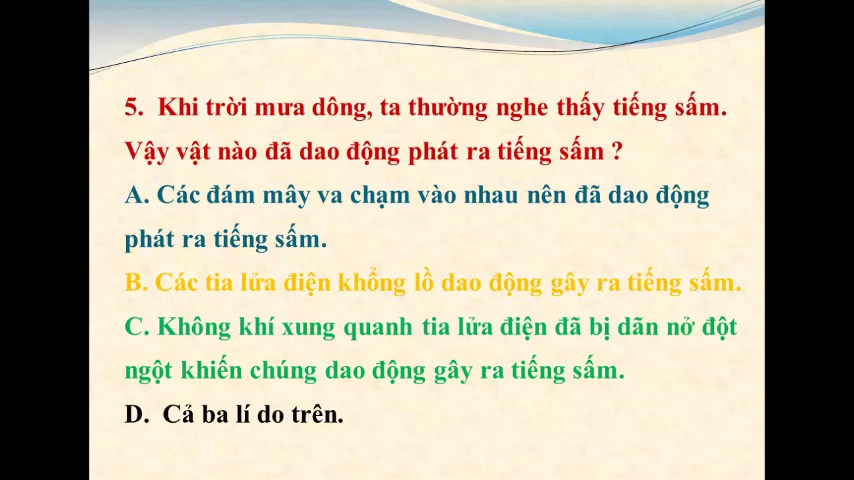 5. Khi trời mưa dông, ta thường nghe thấy tiếng sấm.
Vậy vật nào đã dao động phát ra tiếng sấm ?
A. Các đám mây va chạm vào nhau nên đã dao động
phát ra tiếng sấm.
B. Các tia lửa điện khổng lồ dao động gây ra tiếng sấm.
C. Không khí xung quanh tia lửa điện đã bị dãn nở đột
ngột khiến chúng dao động gây ra tiếng sấm.
D. Cả ba lí do trên.